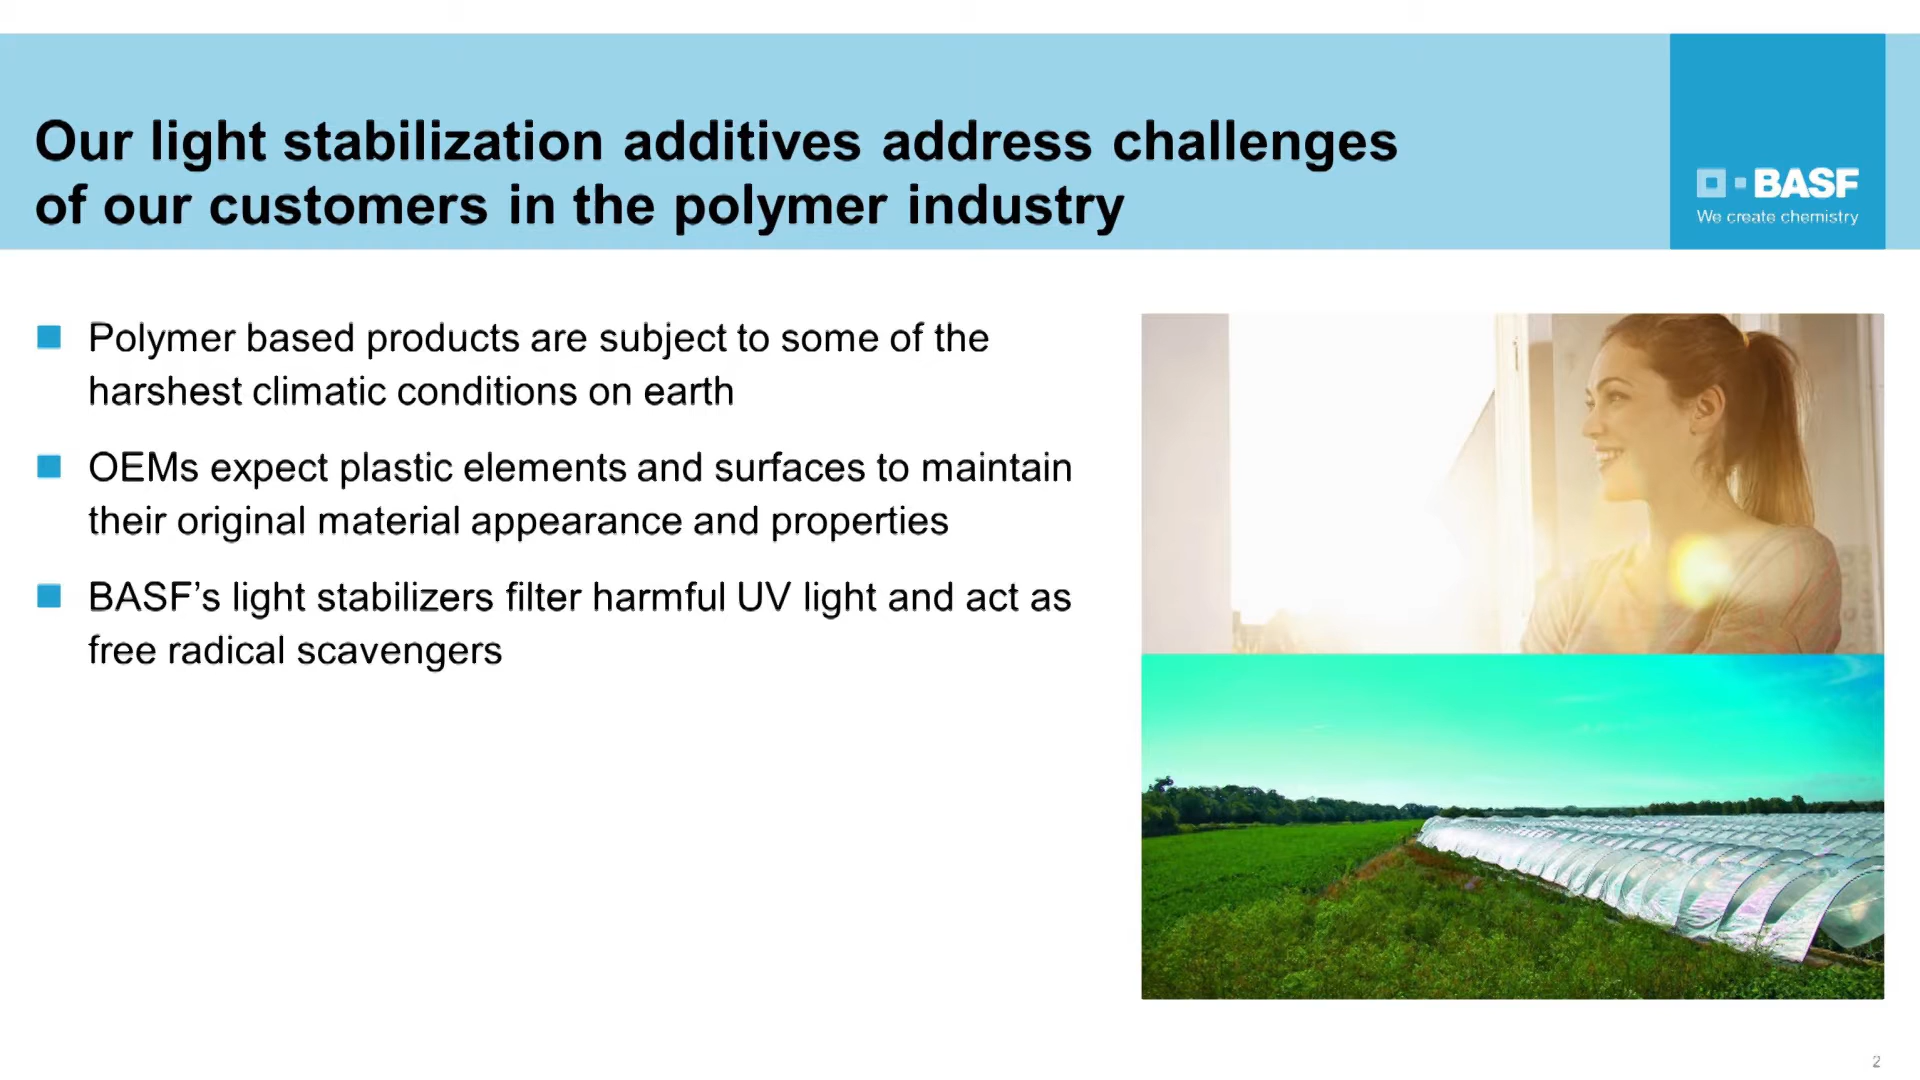 Our light stabilization additives address challenges
of our customers in the polymer industry
BASF
We create chemistry
Polymer based products are subject to some of the
harshest climatic conditions on earth
OEMs expect plastic elements and surfaces to maintain
their original material appearance and properties
BASF’s light stabilizers filter harmful UV light and act as
free radical scavengers
2